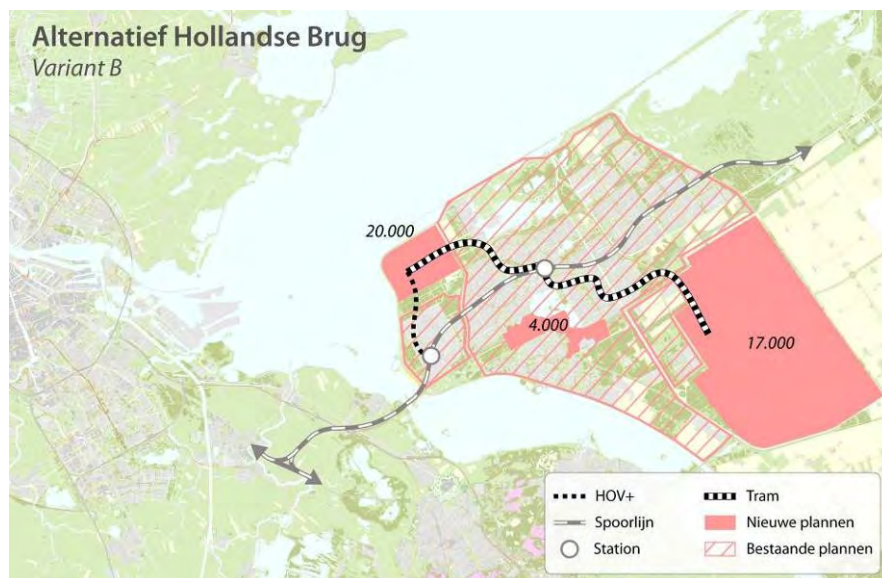 Alternatief Hollandse Brug
Variant B
20.000
4.000
17.000
HOV+
Spoorlijn
Station
Tram
Nieuwe plannen
Bestaande plannen